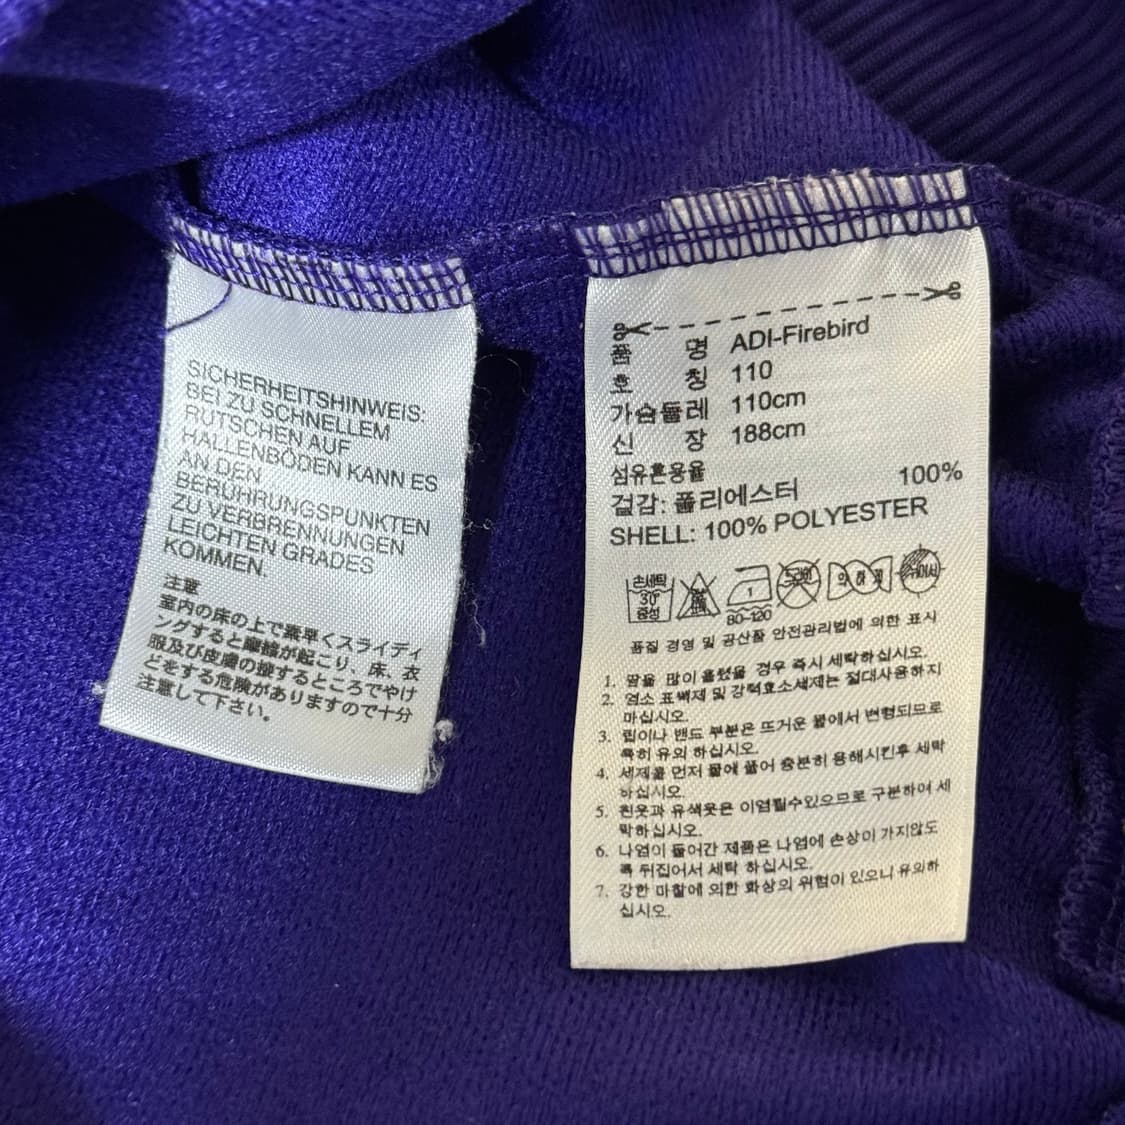 SICHERHEITSHINWEIS:
BEI ZU SCHNELLEM
RUTSCHEN AUF
HALLENBÖDEN KANN ES
AN DEN
BERÜHRUNGSPUNKTEN
ZU VERBRENNUNGEN
LEICHTEN GRADES
KOMMEN.
注意
室内の床の上で素早くスライディ
ングすると摩擦が起こり、床、衣
服及び皮膚の接するところでやけ
どをする危険がありますので十分
注意して下さい。
품 명 ADI-Firebird
호 칭 110
가슴둘레 110cm
신 장 188cm
섬유혼용율
겉감: 폴리에스터 100%
SHELL: 100% POLYESTER
손세탁
30°
중성
1
80-120
드라이
약하게
품질 경영 및 공산품 안전관리법에 의한 표시
1. 땀을 많이 흘렸을 경우 즉시 세탁하십시오.
2. 염소 표백제 및 강력효소세제는 절대사용하지
마십시오.
3. 립이나 밴드 부분은 뜨거운 물에서 변형되므로
특히 유의 하십시오.
4. 세제를 먼저 물에 풀어 충분히 용해시킨후 세탁
하십시오.
5. 흰옷과 유색옷은 이염될수있으므로 구분하여 세
탁하십시오.
6. 나염이 들어간 제품은 나염에 손상이 가지않도
록 뒤집어서 세탁 하십시오.
7. 강한 마찰에 의한 화상의 위험이 있으니 유의하
십시오.